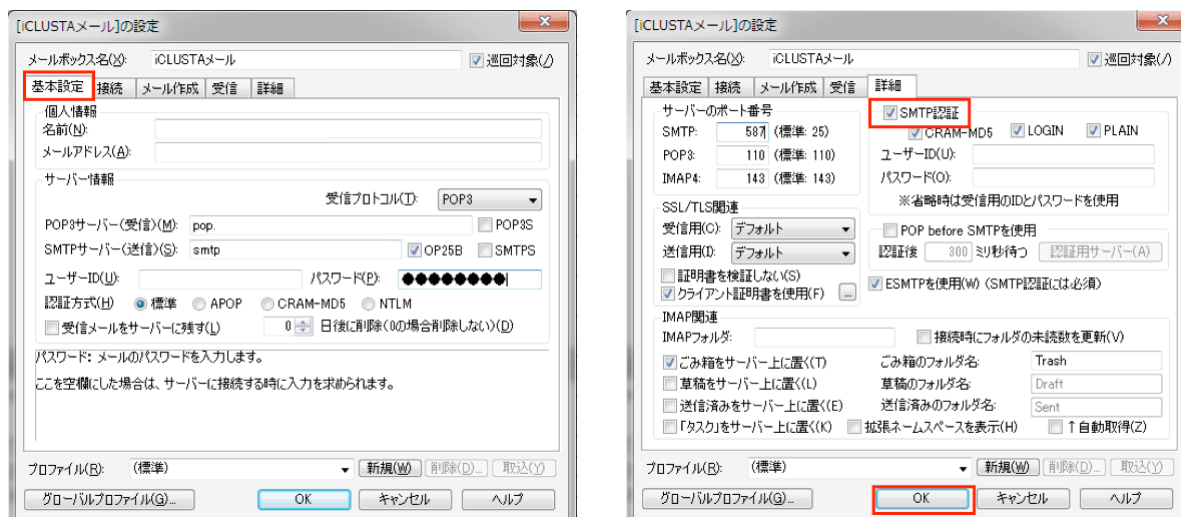 [iCLUSTAメール]の設定
メールボックス名(X): iCLUSTAメール 巡回対象(/)
基本設定 接続 メール作成 受信 詳細
個人情報
名前(N):
メールアドレス(A):
サーバー情報
受信プロトコル(T): POP3
POP3サーバー(受信)(M): pop. POP3S
SMTPサーバー(送信)(S): smtp OP25B SMTPS
ユーザーID(U): パスワード(P): ●●●●●●●●
認証方式(H) 標準 APOP CRAM-MD5 NTLM
受信メールをサーバーに残す(L) 0 日後に削除(0の場合削除しない)(D)
パスワード: メールのパスワードを入力します。
ここを空欄にした場合は、サーバーに接続する時に入力を求められます。
プロファイル(R): (標準) 新規(W) 削除(D)... 取込(Y)
グローバルプロファイル(G)... OK キャンセル ヘルプ
[iCLUSTAメール]の設定
メールボックス名(X): iCLUSTAメール 巡回対象(/)
基本設定 接続 メール作成 受信 詳細
サーバーのポート番号
SMTP: 587 (標準: 25)
POP3: 110 (標準: 110)
IMAP4: 143 (標準: 143)
SMTP認証
CRAM-MD5 LOGIN PLAIN
ユーザーID(U):
パスワード(O):
※省略時は受信用のIDとパスワードを使用
SSL/TLS関連
受信用(C): デフォルト
送信用(I): デフォルト
証明書を検証しない(S)
クライアント証明書を使用(F) ...
POP before SMTPを使用
認証後 300 ミリ秒待つ 認証用サーバー(A)
ESMTPを使用(W) (SMTP認証には必須)
IMAP関連
IMAPフォルダ: 接続時にフォルダの未読数を更新(V)
ごみ箱をサーバー上に置く(T) ごみ箱のフォルダ名: Trash
草稿をサーバー上に置く(L) 草稿のフォルダ名: Draft
送信済みをサーバー上に置く(E) 送信済みのフォルダ名: Sent
「タスク」をサーバー上に置く(K) 拡張ネームスペースを表示(H) ↑自動取得(Z)
プロファイル(R): (標準) 新規(W) 削除(D)... 取込(Y)
グローバルプロファイル(G)... OK キャンセル ヘルプ